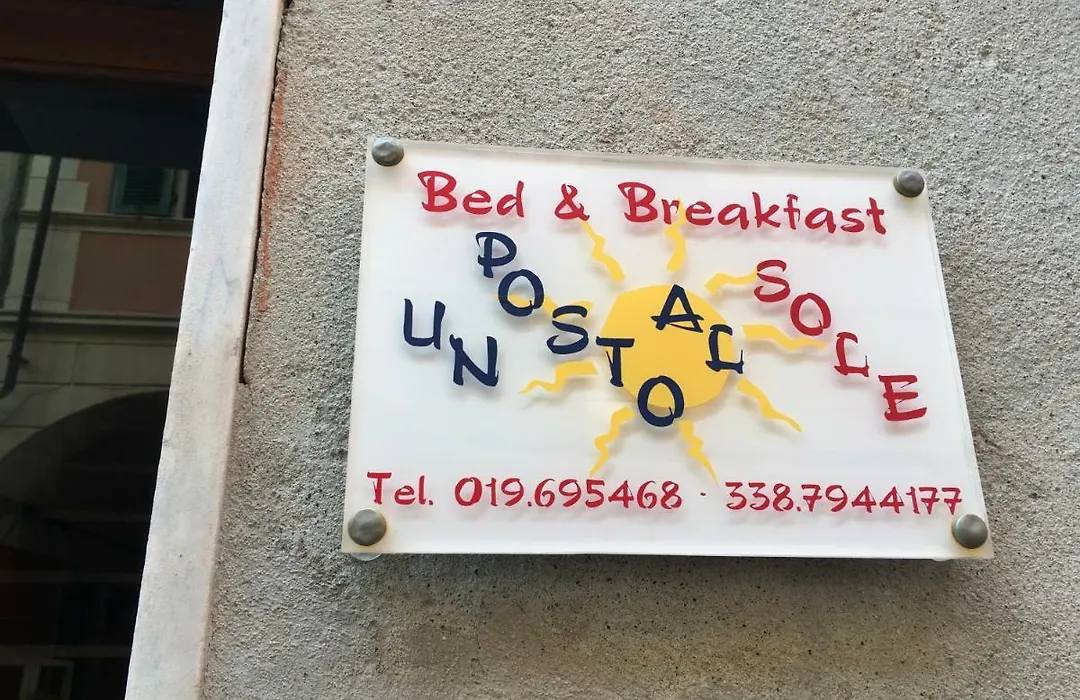 Bed & Breakfast
UN POSTO AL SOLE
Tel. 019.695468 · 338.7944177